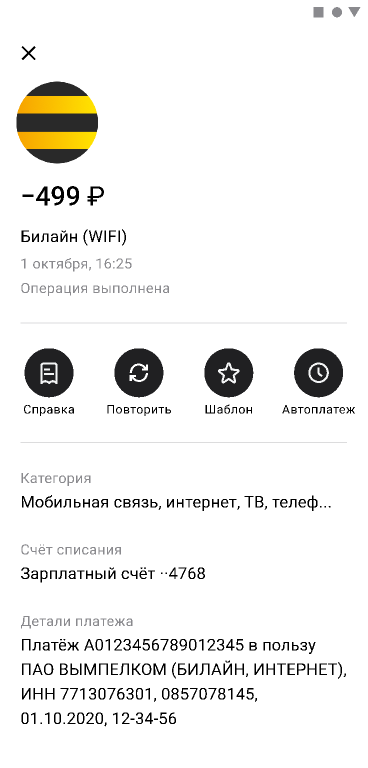 −499 ₽
Билайн (WIFI)
1 октября, 16:25
Операция выполнена
Справка Повторить Шаблон Автоплатеж
Категория
Мобильная связь, интернет, ТВ, телеф...
Счёт списания
Зарплатный счёт ··4768
Детали платежа
Платёж А0123456789012345 в пользу
ПАО ВЫМПЕЛКОМ (БИЛАЙН, ИНТЕРНЕТ),
ИНН 7713076301, 0857078145,
01.10.2020, 12-34-56